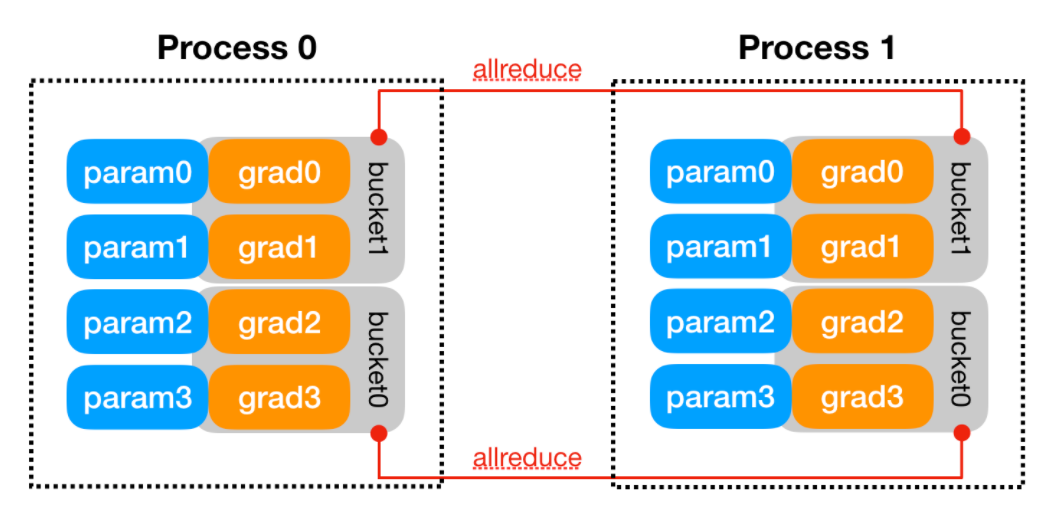 Process 0
Process 1
allreduce
param0 grad0
param1 grad1
bucket1
param2 grad2
param3 grad3
bucket0
param0 grad0
param1 grad1
bucket1
param2 grad2
param3 grad3
bucket0
allreduce